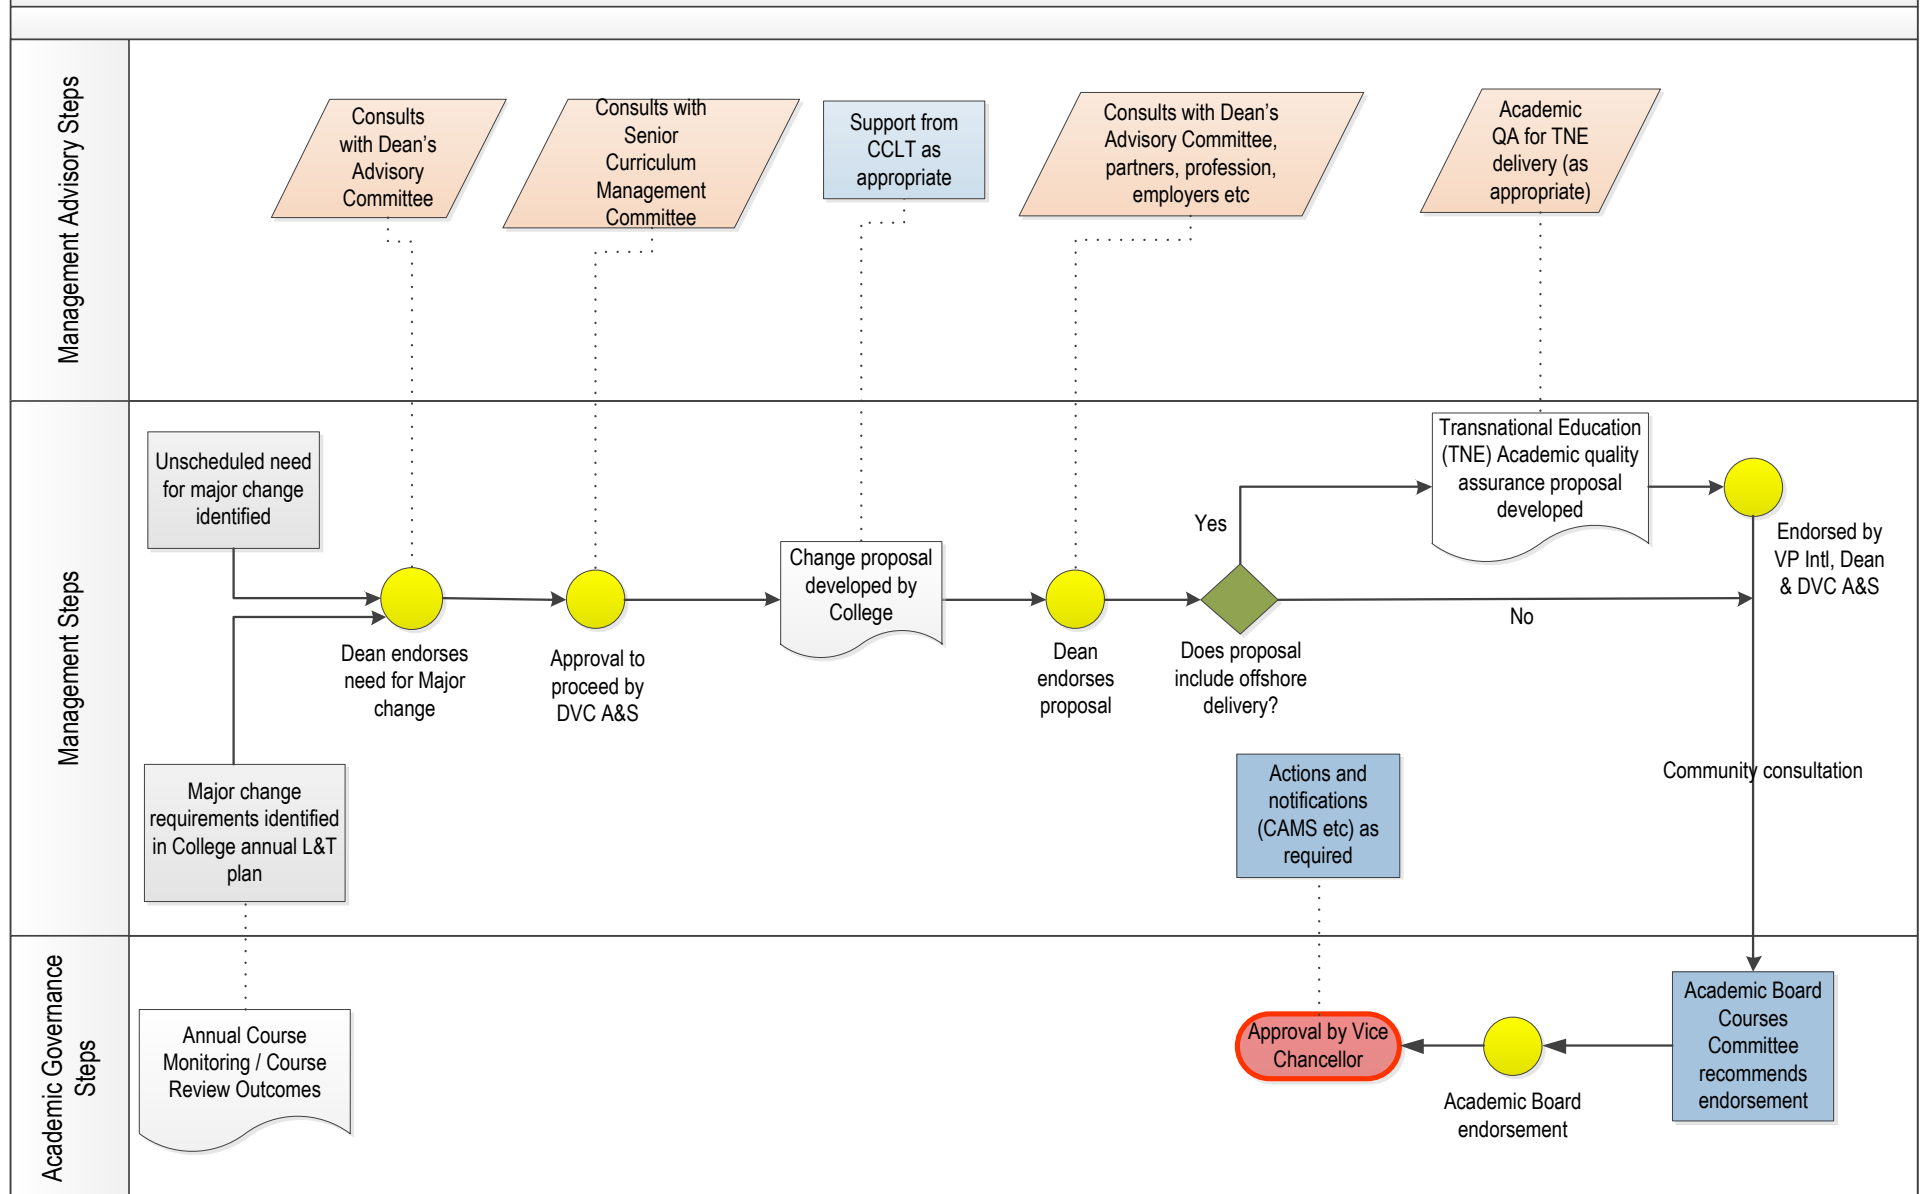 Management Advisory Steps
Consults
with Dean's
Advisory
Committee
Consults with
Senior
Curriculum
Management
Committee
Support from
CCLT as
appropriate
Consults with Dean's
Advisory Committee,
partners, profession,
employers etc
Academic
QA for TNE
delivery (as
appropriate)
Management Steps
Unscheduled need
for major change
identified
Major change
requirements identified
in College annual L&T
plan
Dean endorses
need for Major
change
Approval to
proceed by
DVC A&S
Change proposal
developed by
College
Dean
endorses
proposal
Does proposal
include offshore
delivery?
Yes
No
Transnational Education
(TNE) Academic quality
assurance proposal
developed
Endorsed by
VP Intl, Dean
& DVC A&S
Community consultation
Actions and
notifications
(CAMS etc) as
required
Academic Governance
Steps
Annual Course
Monitoring / Course
Review Outcomes
Approval by Vice
Chancellor
Academic Board
endorsement
Academic Board
Courses
Committee
recommends
endorsement